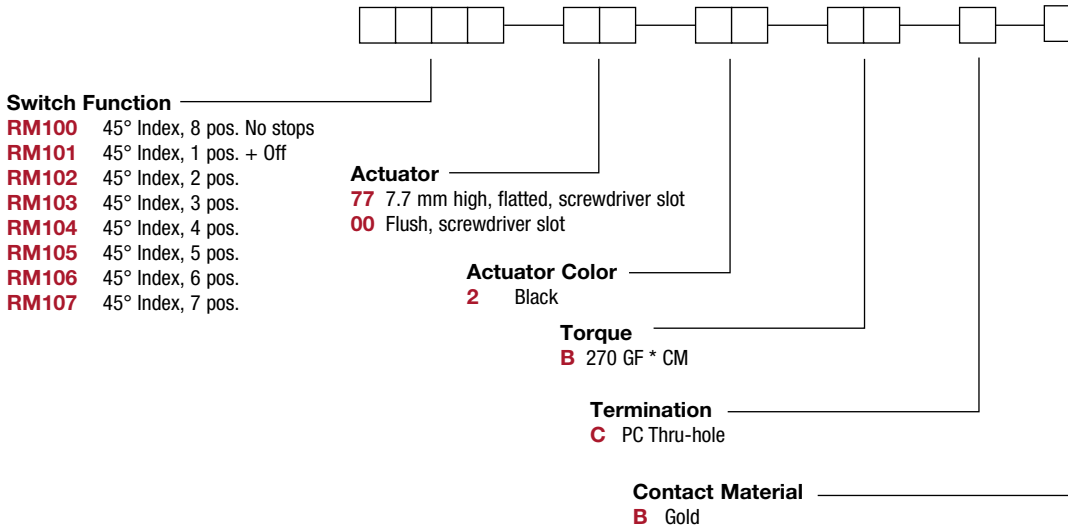 Switch Function
RM100 45° Index, 8 pos. No stops
RM101 45° Index, 1 pos. + Off
RM102 45° Index, 2 pos.
RM103 45° Index, 3 pos.
RM104 45° Index, 4 pos.
RM105 45° Index, 5 pos.
RM106 45° Index, 6 pos.
RM107 45° Index, 7 pos.
Actuator
77 7.7 mm high, flatted, screwdriver slot
00 Flush, screwdriver slot
Actuator Color
2 Black
Torque
B 270 GF * CM
Termination
C PC Thru-hole
Contact Material
B Gold